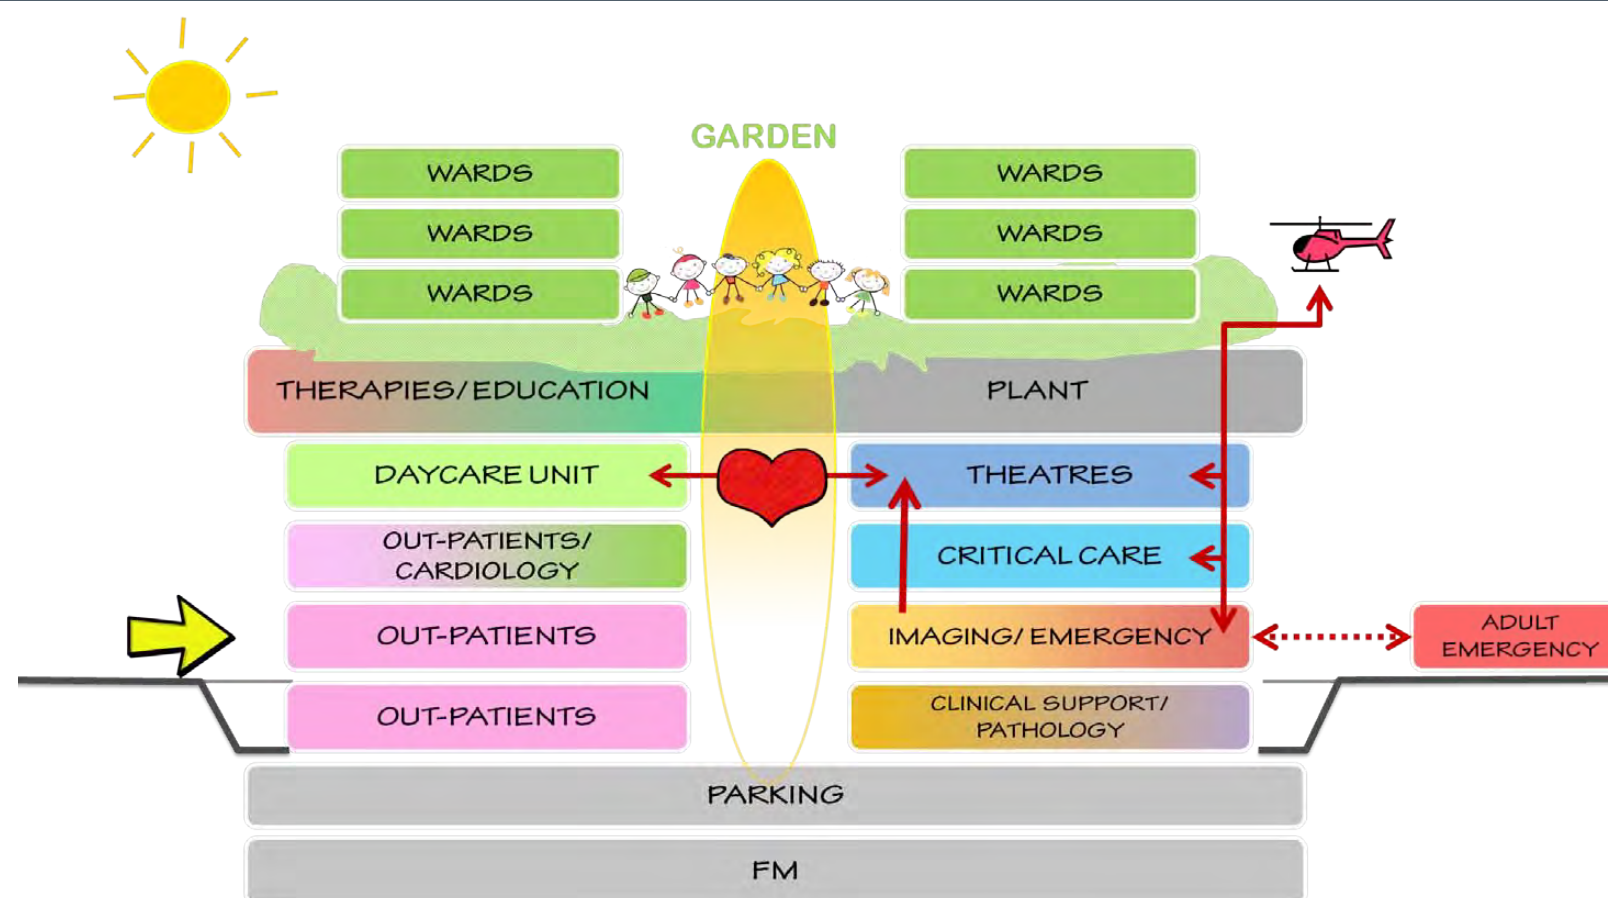 GARDEN
WARDS
WARDS
WARDS
WARDS
WARDS
WARDS
THERAPIES/EDUCATION
PLANT
DAYCARE UNIT
THEATRES
OUT-PATIENTS/
CARDIOLOGY
CRITICAL CARE
OUT-PATIENTS
IMAGING/ EMERGENCY
ADULT
EMERGENCY
OUT-PATIENTS
CLINICAL SUPPORT/
PATHOLOGY
PARKING
FM